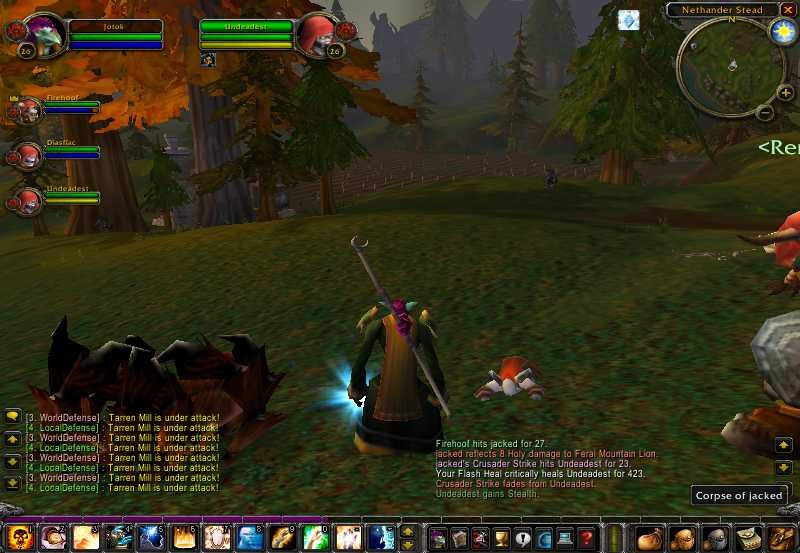 Jotok
26
Undeadest
26
Nethander Stead
N
Firehoof
Diasflac
Undeadest
<Re
[3. WorldDefense] : Tarren Mill is under attack!
[4. LocalDefense] : Tarren Mill is under attack!
[3. WorldDefense] : Tarren Mill is under attack!
[4. LocalDefense] : Tarren Mill is under attack!
[3. WorldDefense] : Tarren Mill is under attack!
[4. LocalDefense] : Tarren Mill is under attack!
[3. WorldDefense] : Tarren Mill is under attack!
[4. LocalDefense] : Tarren Mill is under attack!
Firehoof hits jacked for 27.
jacked reflects 8 Holy damage to Feral Mountain Lion.
jacked's Crusader Strike hits Undeadest for 23.
Your Flash Heal critically heals Undeadest for 423.
Crusader Strike fades from Undeadest.
Undeadest gains Stealth.
Corpse of jacked